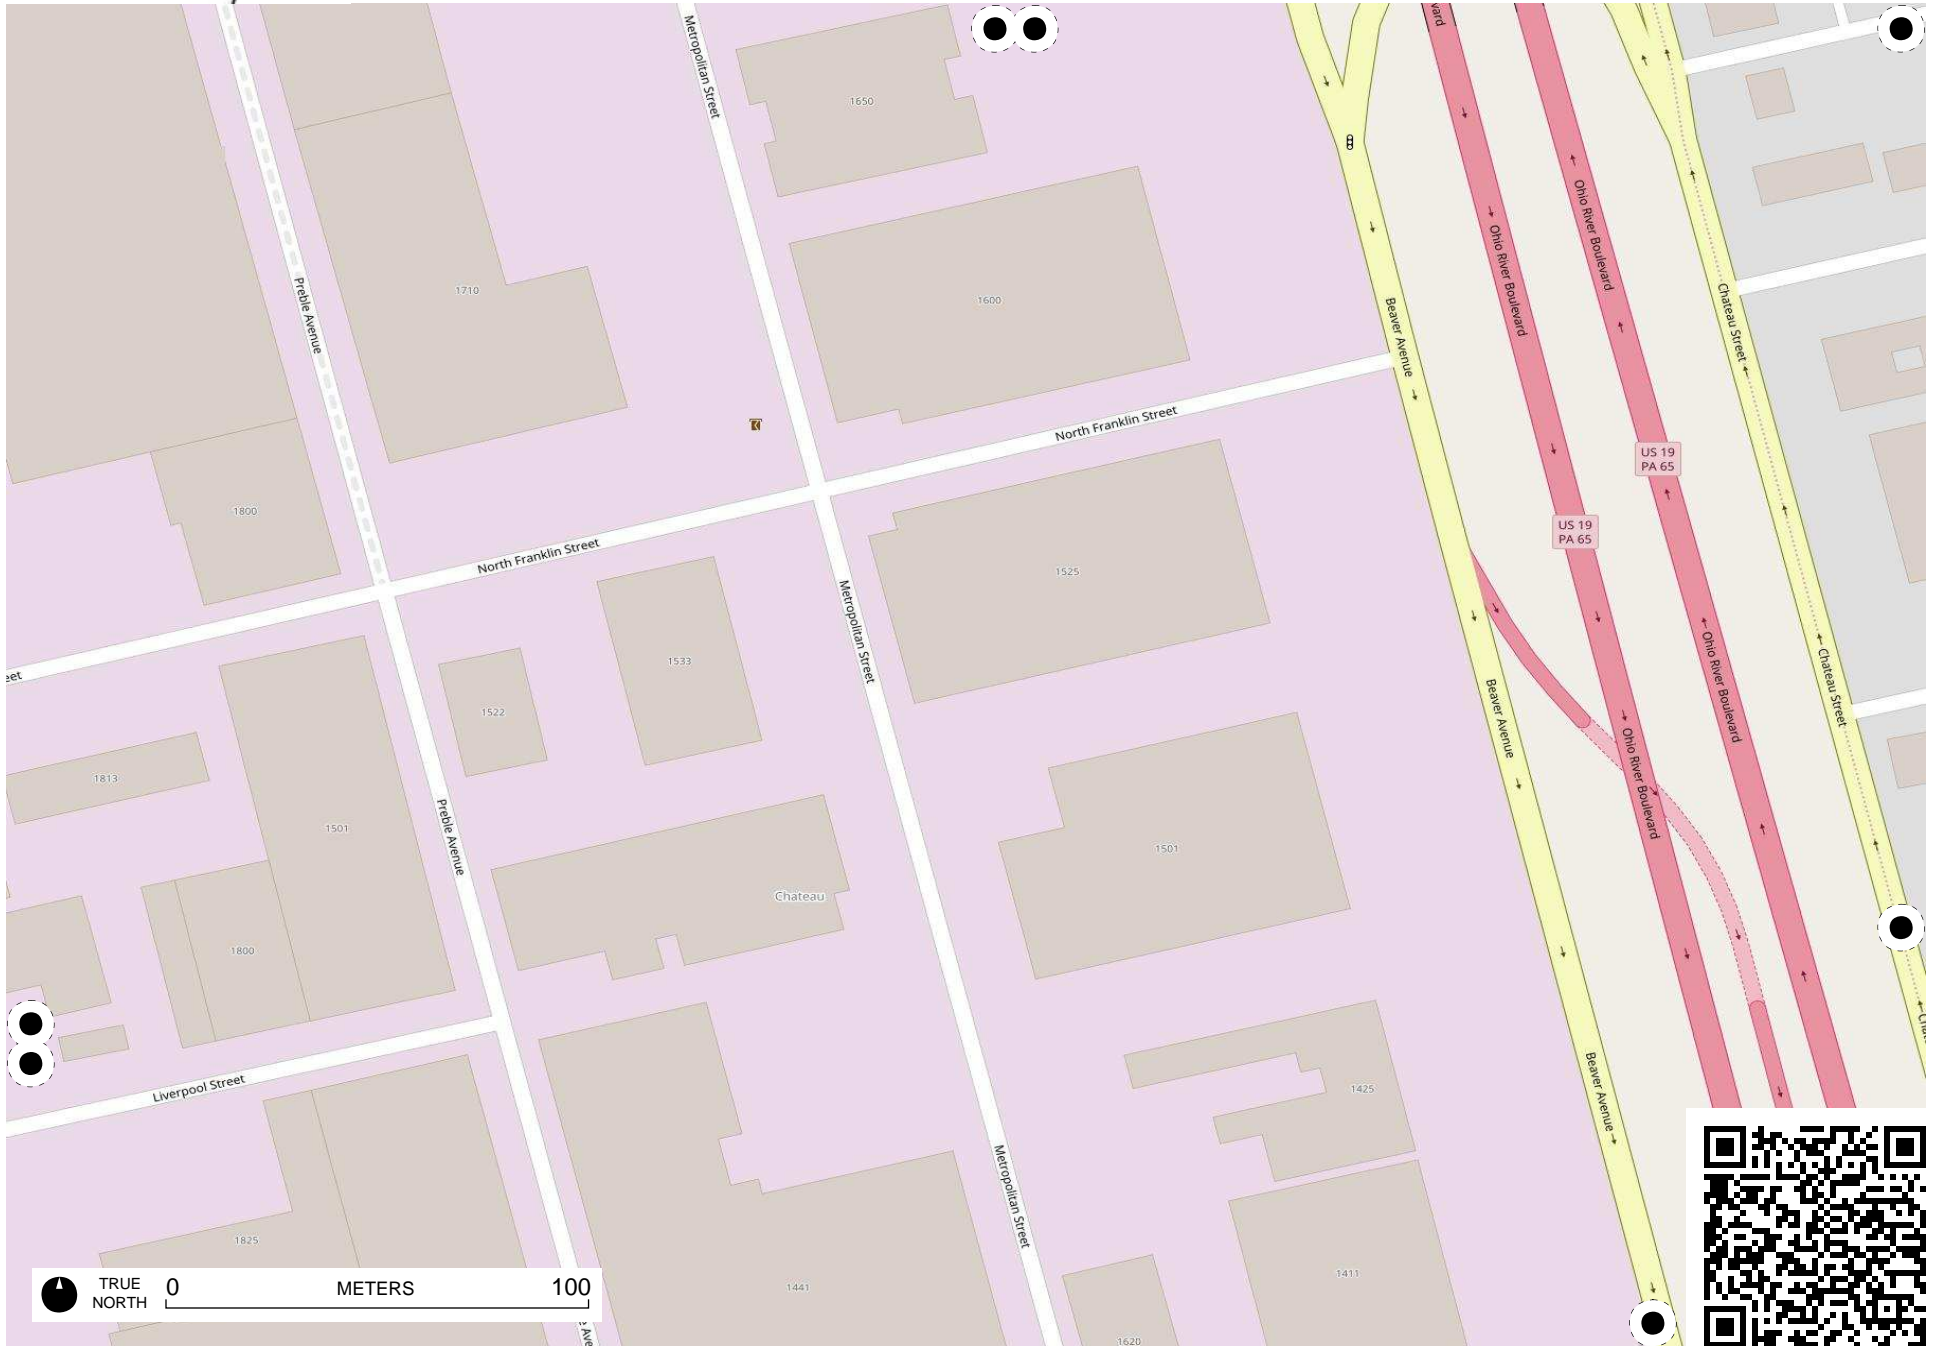 Metropolitan Street
vard
1650
Ohio River Boulevard
Ohio River Boulevard
Preble Avenue
1710
1600
Beaver Avenue
Chateau Street
North Franklin Street
US 19
PA 65
1800
US 19
PA 65
North Franklin Street
1525
Metropolitan Street
1533
eet
1522
Beaver Avenue
Ohio River Boulevard
Chateau Street
1813
1501
Preble Avenue
Ohio River Boulevard
1501
Chateau
1800
Liverpool Street
1425
Beaver Avenue
Metropolitan Street
1825
1441
1411
TRUE
NORTH
0 METERS 100
1620